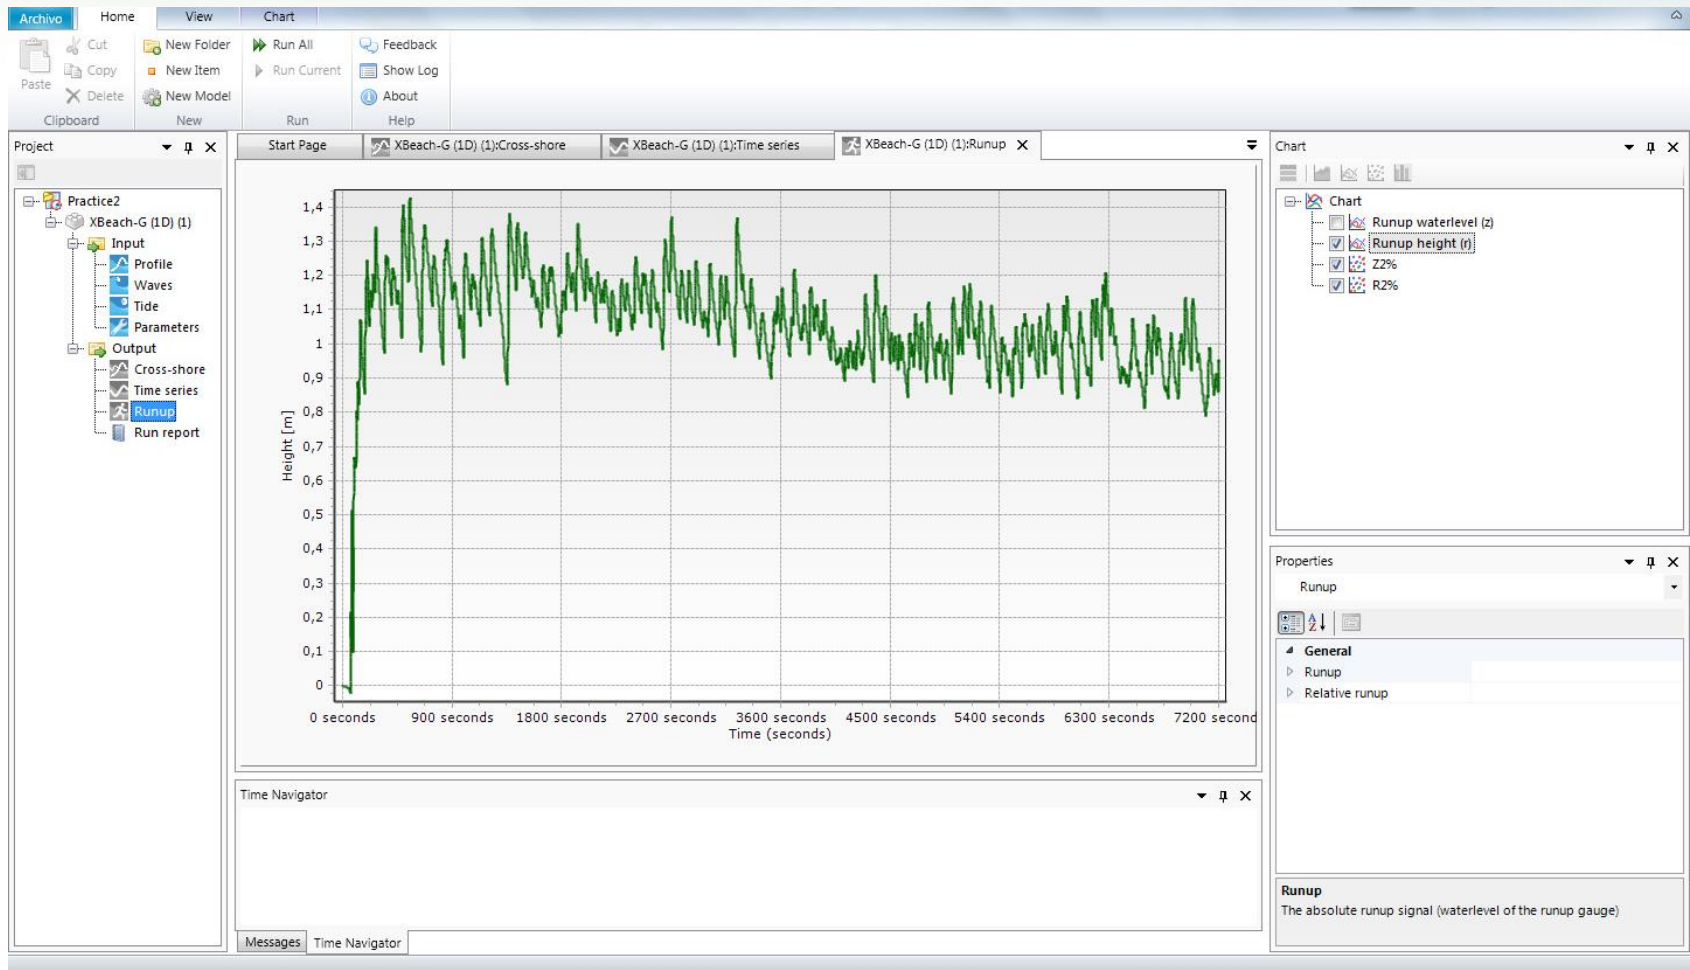 Archivo Home View Chart
Cut New Folder Run All Feedback
Copy New Item Run Current Show Log
Paste Delete New Model About
Clipboard New Run Help
Project
Practice2
XBeach-G (1D) (1)
Input
Profile
Waves
Tide
Parameters
Output
Cross-shore
Time series
Runup
Run report
Start Page XBeach-G (1D) (1):Cross-shore XBeach-G (1D) (1):Time series XBeach-G (1D) (1):Runup
1,4
1,3
1,2
1,1
1
0,9
0,8
0,7
0,6
0,5
0,4
0,3
0,2
0,1
0
Height [m]
0 seconds 900 seconds 1800 seconds 2700 seconds 3600 seconds 4500 seconds 5400 seconds 6300 seconds 7200 second
Time (seconds)
Time Navigator
Messages Time Navigator
Chart
Chart
Runup waterlevel (z)
Runup height (r)
Z2%
R2%
Properties
Runup
A
Z
General
Runup
Relative runup
Runup
The absolute runup signal (waterlevel of the runup gauge)